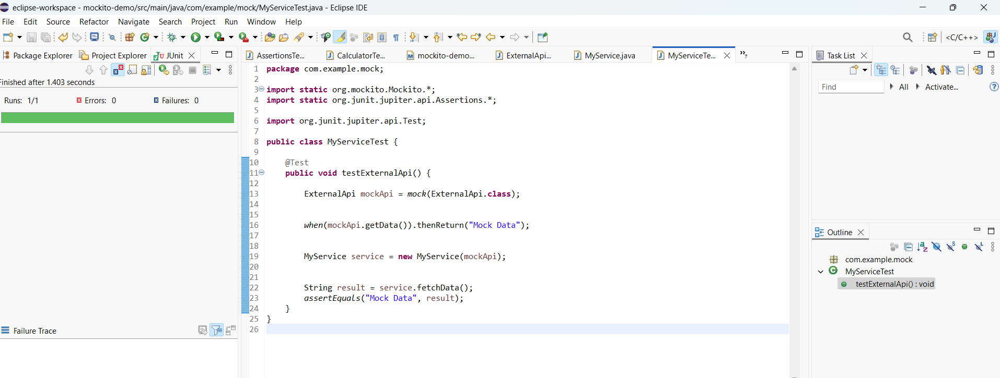 eclipse-workspace - mockito-demo/src/main/java/com/example/mock/MyServiceTest.java - Eclipse IDE
File Edit Source Refactor Navigate Search Project Run Window Help
<C/C++>
Package Explorer Project Explorer JUnit
Finished after 1.403 seconds
Runs: 1/1 Errors: 0 Failures: 0
Failure Trace
AssertionsTe... CalculatorTe... mockito-demo... ExternalApi... MyService.java MyServiceTe... »7
1 package com.example.mock;
2
3 import static org.mockito.Mockito.*;
4 import static org.junit.jupiter.api.Assertions.*;
5
6 import org.junit.jupiter.api.Test;
7
8 public class MyServiceTest {
9
10 @Test
11 public void testExternalApi() {
12
13 ExternalApi mockApi = mock(ExternalApi.class);
14
15
16 when(mockApi.getData()).thenReturn("Mock Data");
17
18
19 MyService service = new MyService(mockApi);
20
21
22 String result = service.fetchData();
23 assertEquals("Mock Data", result);
24 }
25 }
26
Task List
Find All Activate...
Outline
com.example.mock
MyServiceTest
testExternalApi() : void